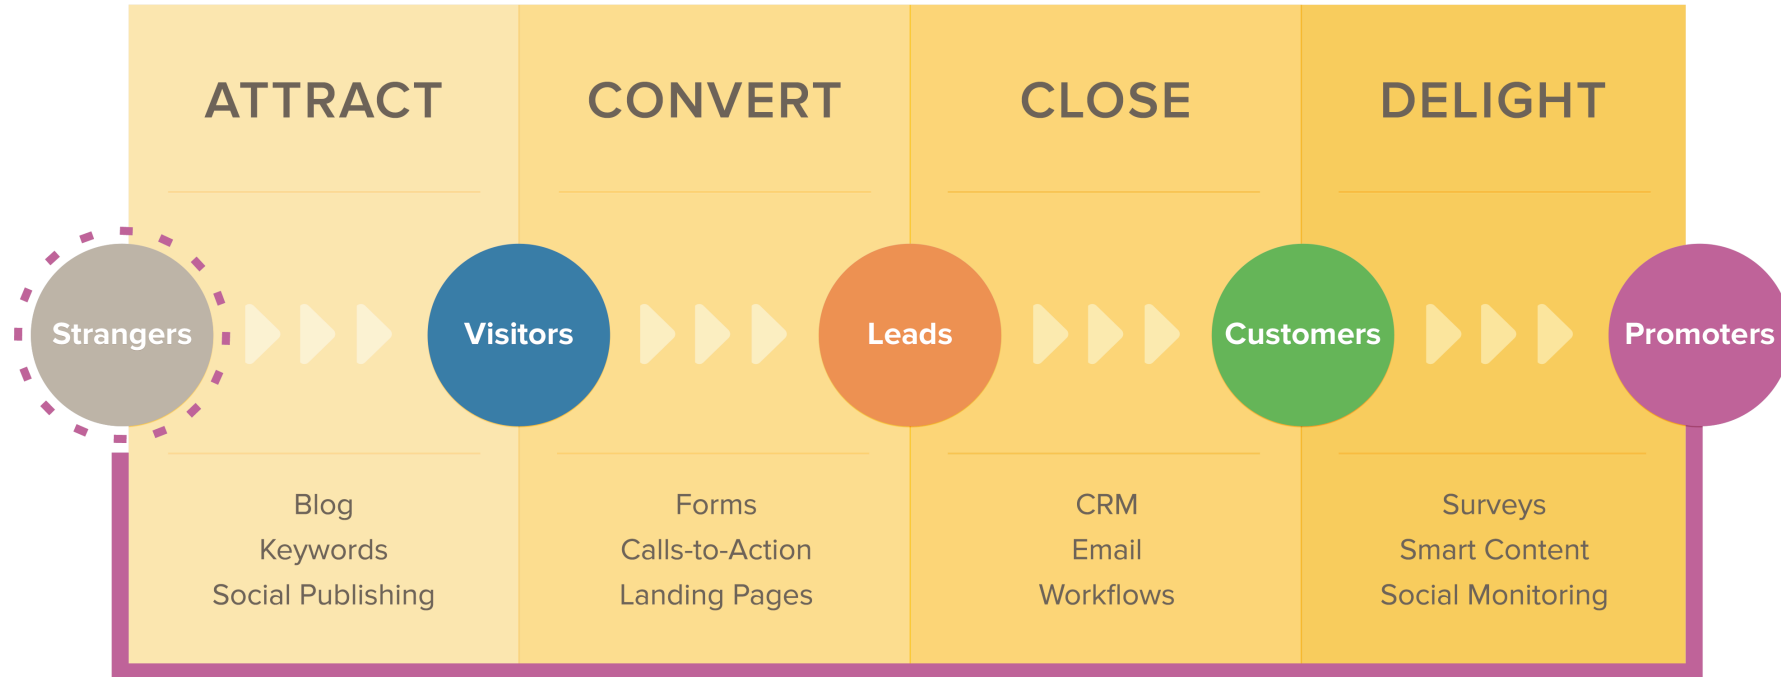 ATTRACT
CONVERT
CLOSE
DELIGHT
Strangers
Visitors
Leads
Customers
Promoters
Blog
Keywords
Social Publishing
Forms
Calls-to-Action
Landing Pages
CRM
Email
Workflows
Surveys
Smart Content
Social Monitoring